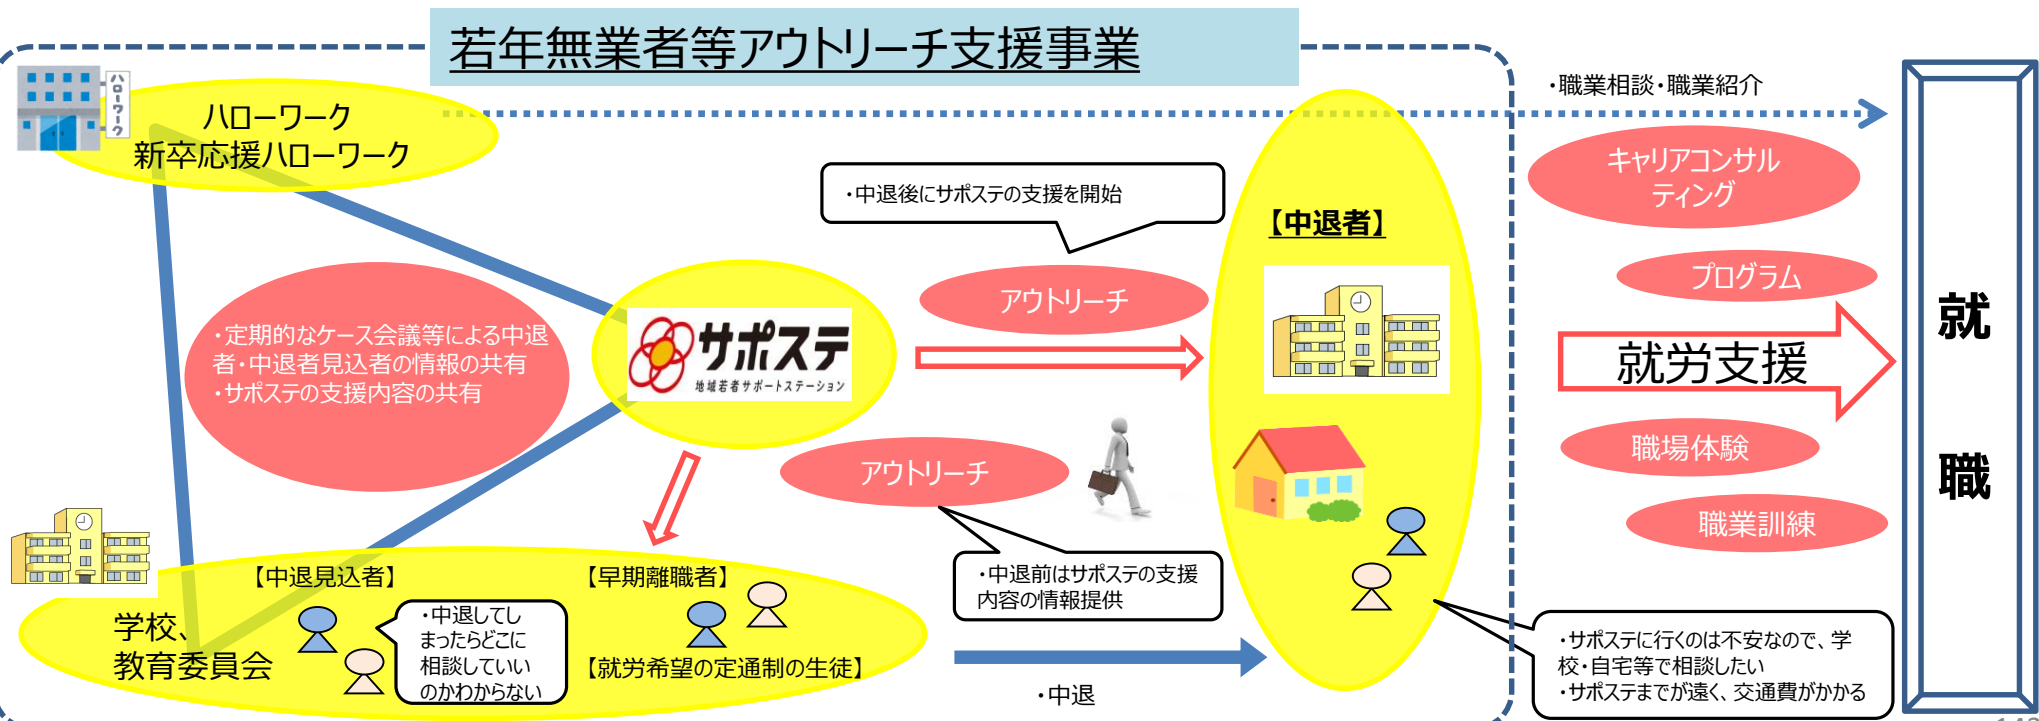 若年無業者等アウトリーチ支援事業
ハローワーク
ハローワーク
新卒応援ハローワーク
・職業相談・職業紹介
・中退後にサポステの支援を開始
【中退者】
キャリアコンサル
ティング
プログラム
アウトリーチ
・定期的なケース会議等による中退
者・中退者見込者の情報の共有
・サポステの支援内容の共有
サポステ
地域若者サポートステーション
就労支援
就
職
アウトリーチ
職場体験
職業訓練
・中退前はサポステの支援
内容の情報提供
【中退見込者】
【早期離職者】
学校、
教育委員会
・中退してし
まったらどこに
相談していい
のかわからない
【就労希望の定通制の生徒】
・中退
・サポステに行くのは不安なので、学
校・自宅等で相談したい
・サポステまでが遠く、交通費がかかる